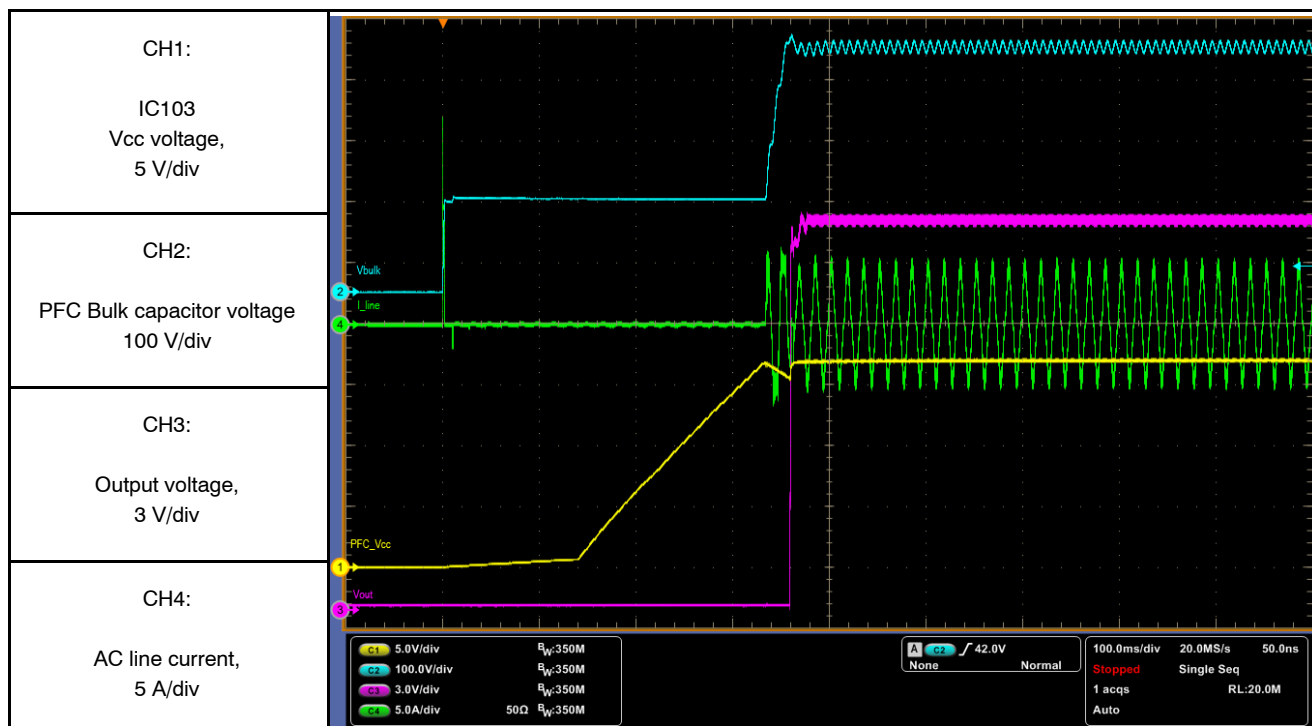 CH1:
IC103
Vcc voltage,
5 V/div
CH2:
PFC Bulk capacitor voltage
100 V/div
CH3:
Output voltage,
3 V/div
CH4:
AC line current,
5 A/div
Vbulk
2
I_line
4
PFC_Vcc
1
Vout
3
C1 5.0V/div BW:350M
C2 100.0V/div BW:350M
C3 3.0V/div BW:350M
C4 5.0A/div 50Ω BW:350M
A C2 42.0V
None Normal
100.0ms/div 20.0MS/s 50.0ns
Stopped Single Seq
1 acqs RL:20.0M
Auto